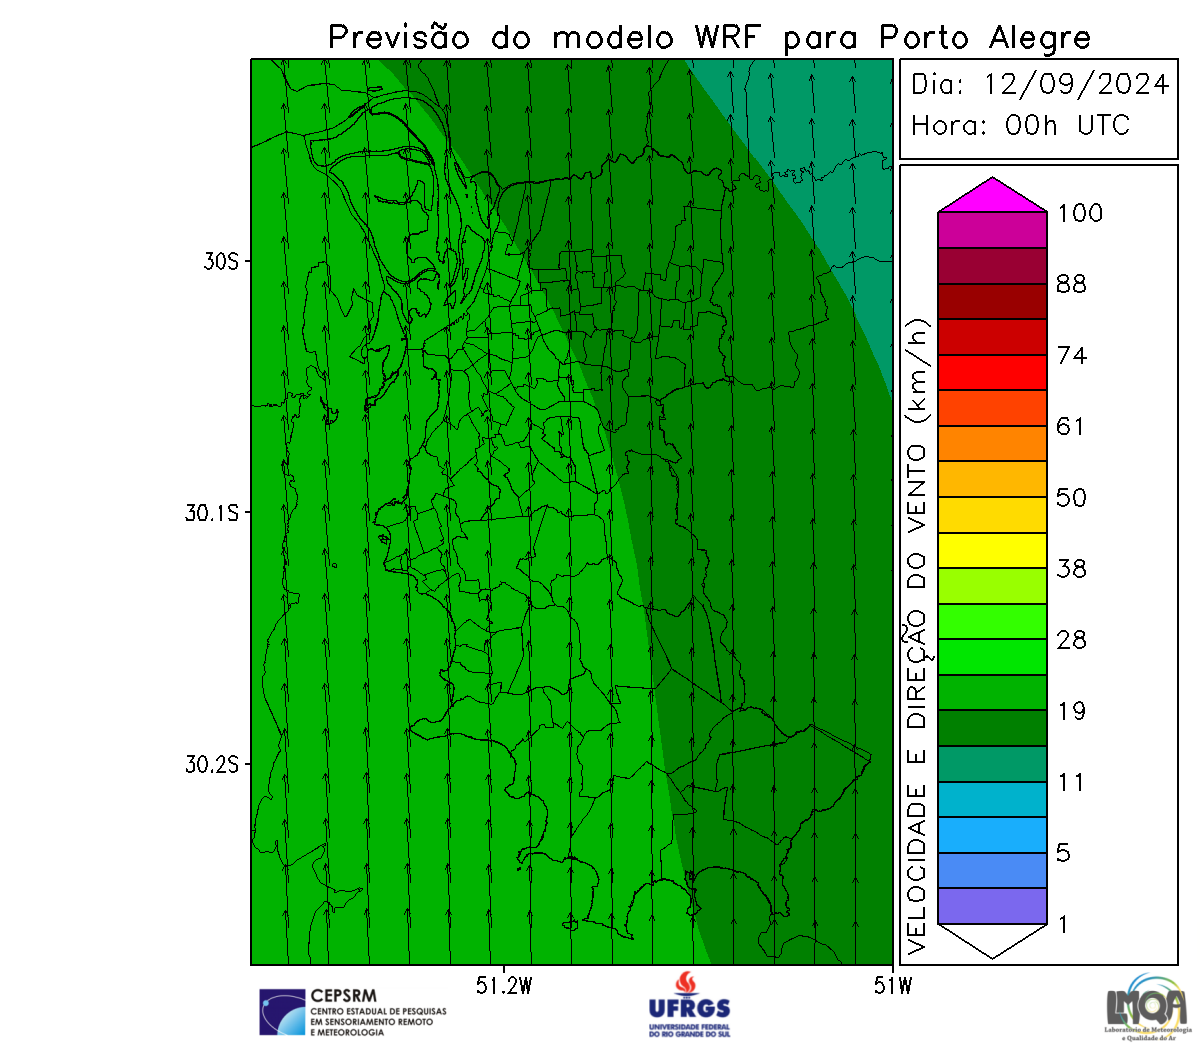 Previsão do modelo WRF para Porto Alegre
Dia: 12/09/2024
Hora: 00h UTC
30S
30.1S
30.2S
51.2W
51W
VELOCIDADE E DIREÇÃO DO VENTO (km/h)
100
88
74
61
50
38
28
19
11
5
1
CEPSRM
CENTRO ESTADUAL DE PESQUISAS
EM SENSORIAMENTO REMOTO
E METEOROLOGIA
UFRGS
UNIVERSIDADE FEDERAL
DO RIO GRANDE DO SUL
LMQA
Laboratório de Meteorologia
e Qualidade do Ar